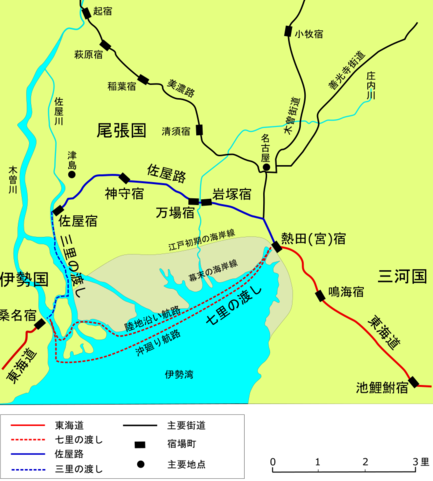 起宿
小牧宿
萩原宿
稲葉宿
美濃路
善光寺街道
庄内川
佐屋川
清須宿
木曽街道
尾張国
名古屋
津島
木曽川
佐屋路
神守宿
万場宿
岩塚宿
佐屋宿
江戸初期の海岸線
熱田(宮)宿
三里の渡し
幕末の海岸線
伊勢国
三河国
七里の渡し
鳴海宿
桑名宿
陸地沿い航路
東海道
沖廻り航路
東海道
伊勢湾
池鯉鮒宿
東海道
七里の渡し
佐屋路
三里の渡し
主要街道
宿場町
主要地点
0 1 2 3 里